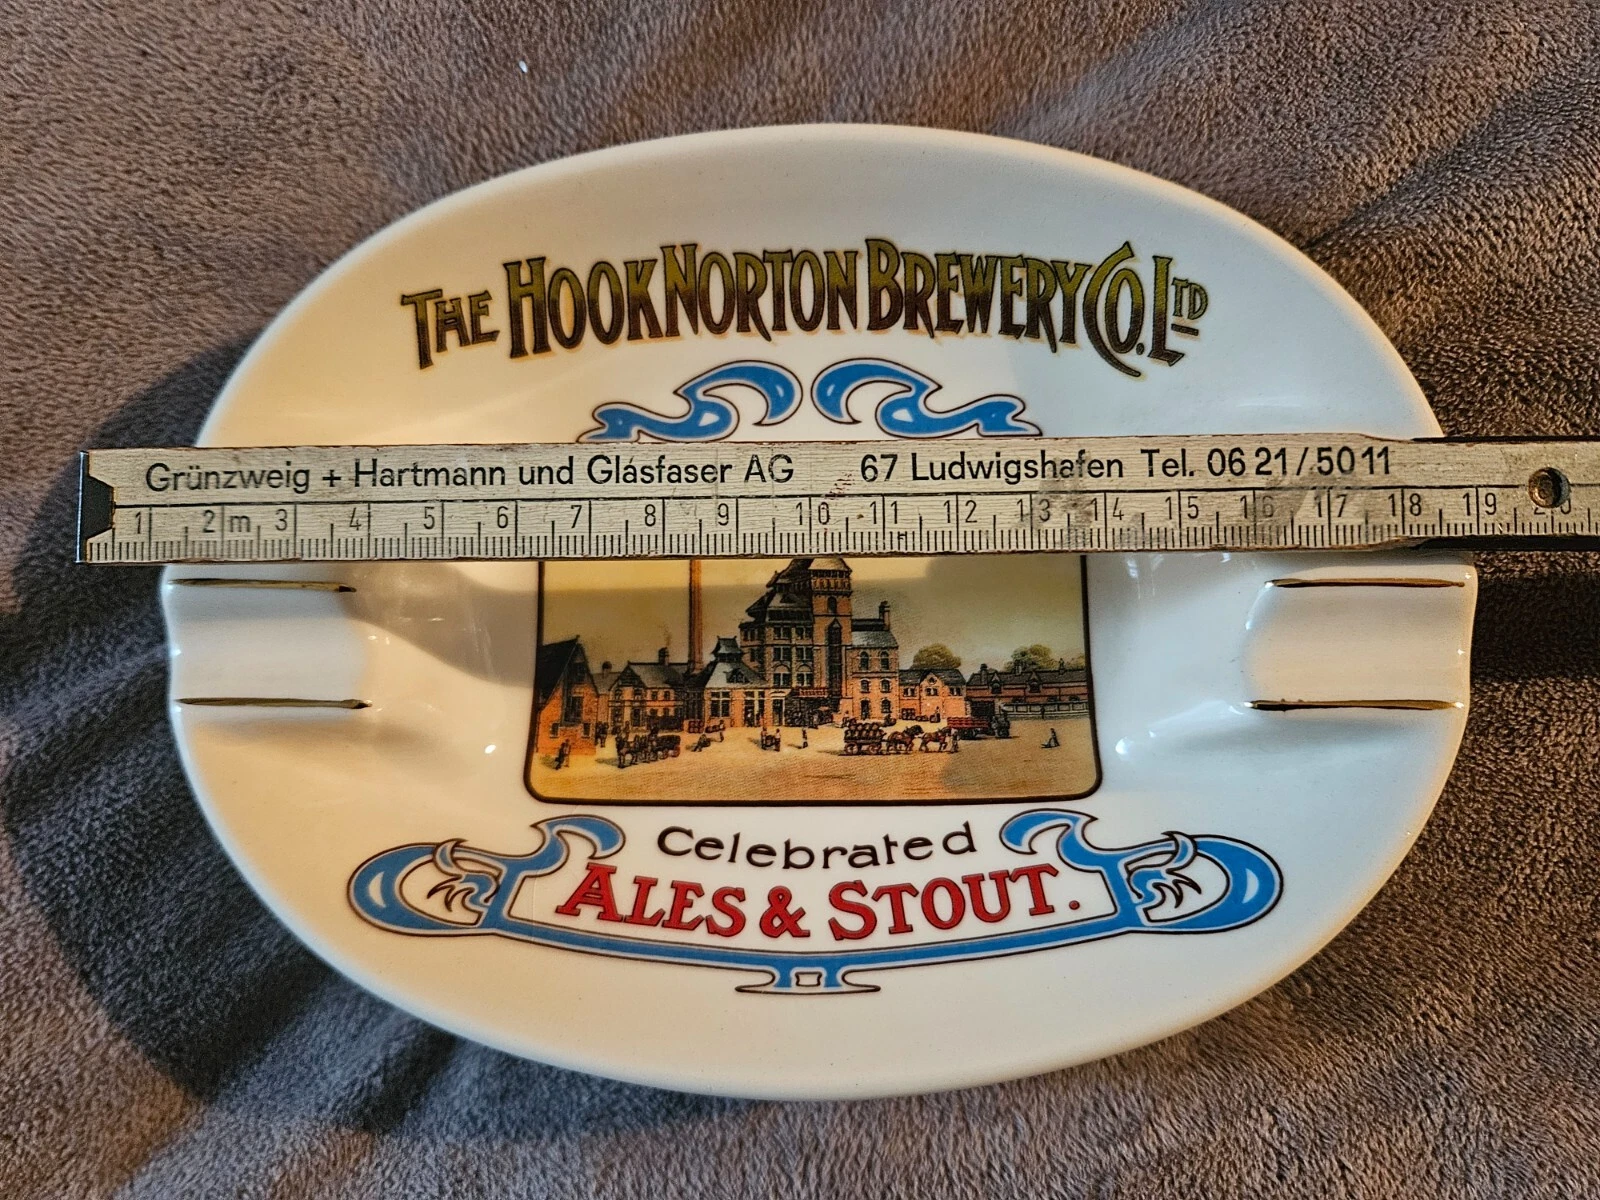 THE HOOK NORTON BREWERY CO. LTD
Grünzweig + Hartmann und Glasfaser AG 67 Ludwigshafen Tel. 06 21 / 50 11
1 2m 3 4 5 6 7 8 9 10 11 12 13 14 15 16 17 18 19 20
Celebrated
ALES & STOUT.